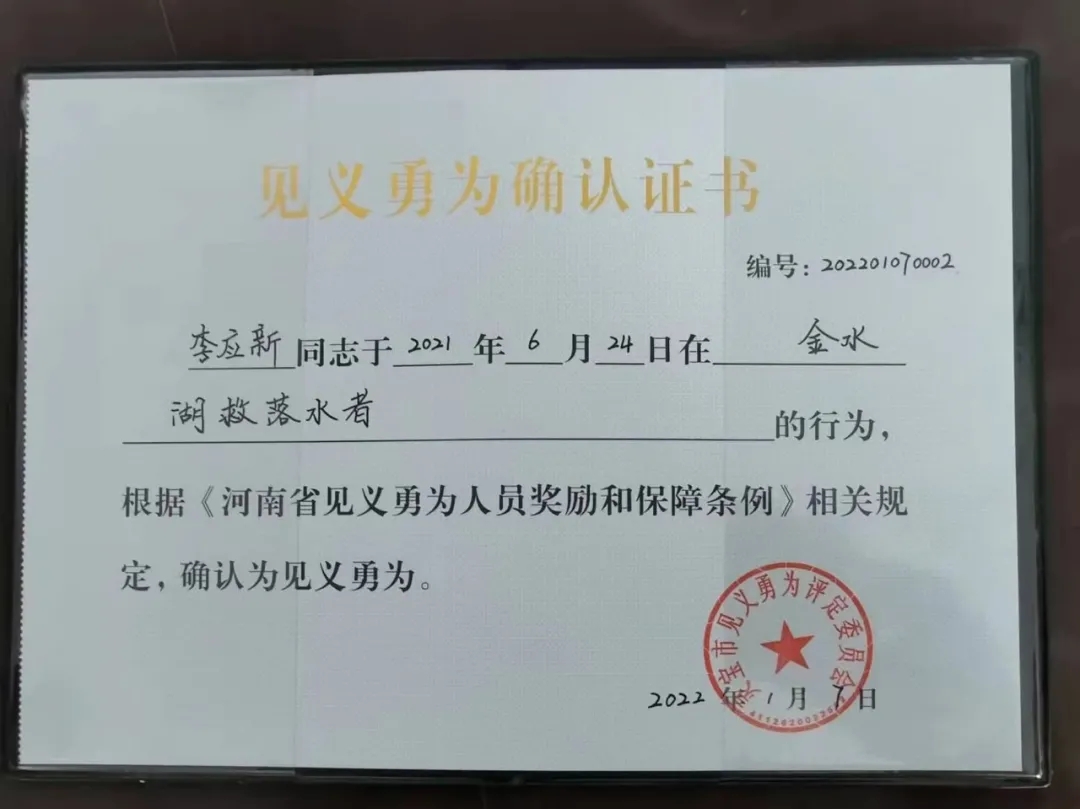 见义勇为确认证书
编号：202201070002
李应新同志于2021年6月24日在金水
湖救落水者的行为，
根据《河南省见义勇为人员奖励和保障条例》相关规
定，确认为见义勇为。
灵宝市见义勇为评定委员会
2022年1月7日